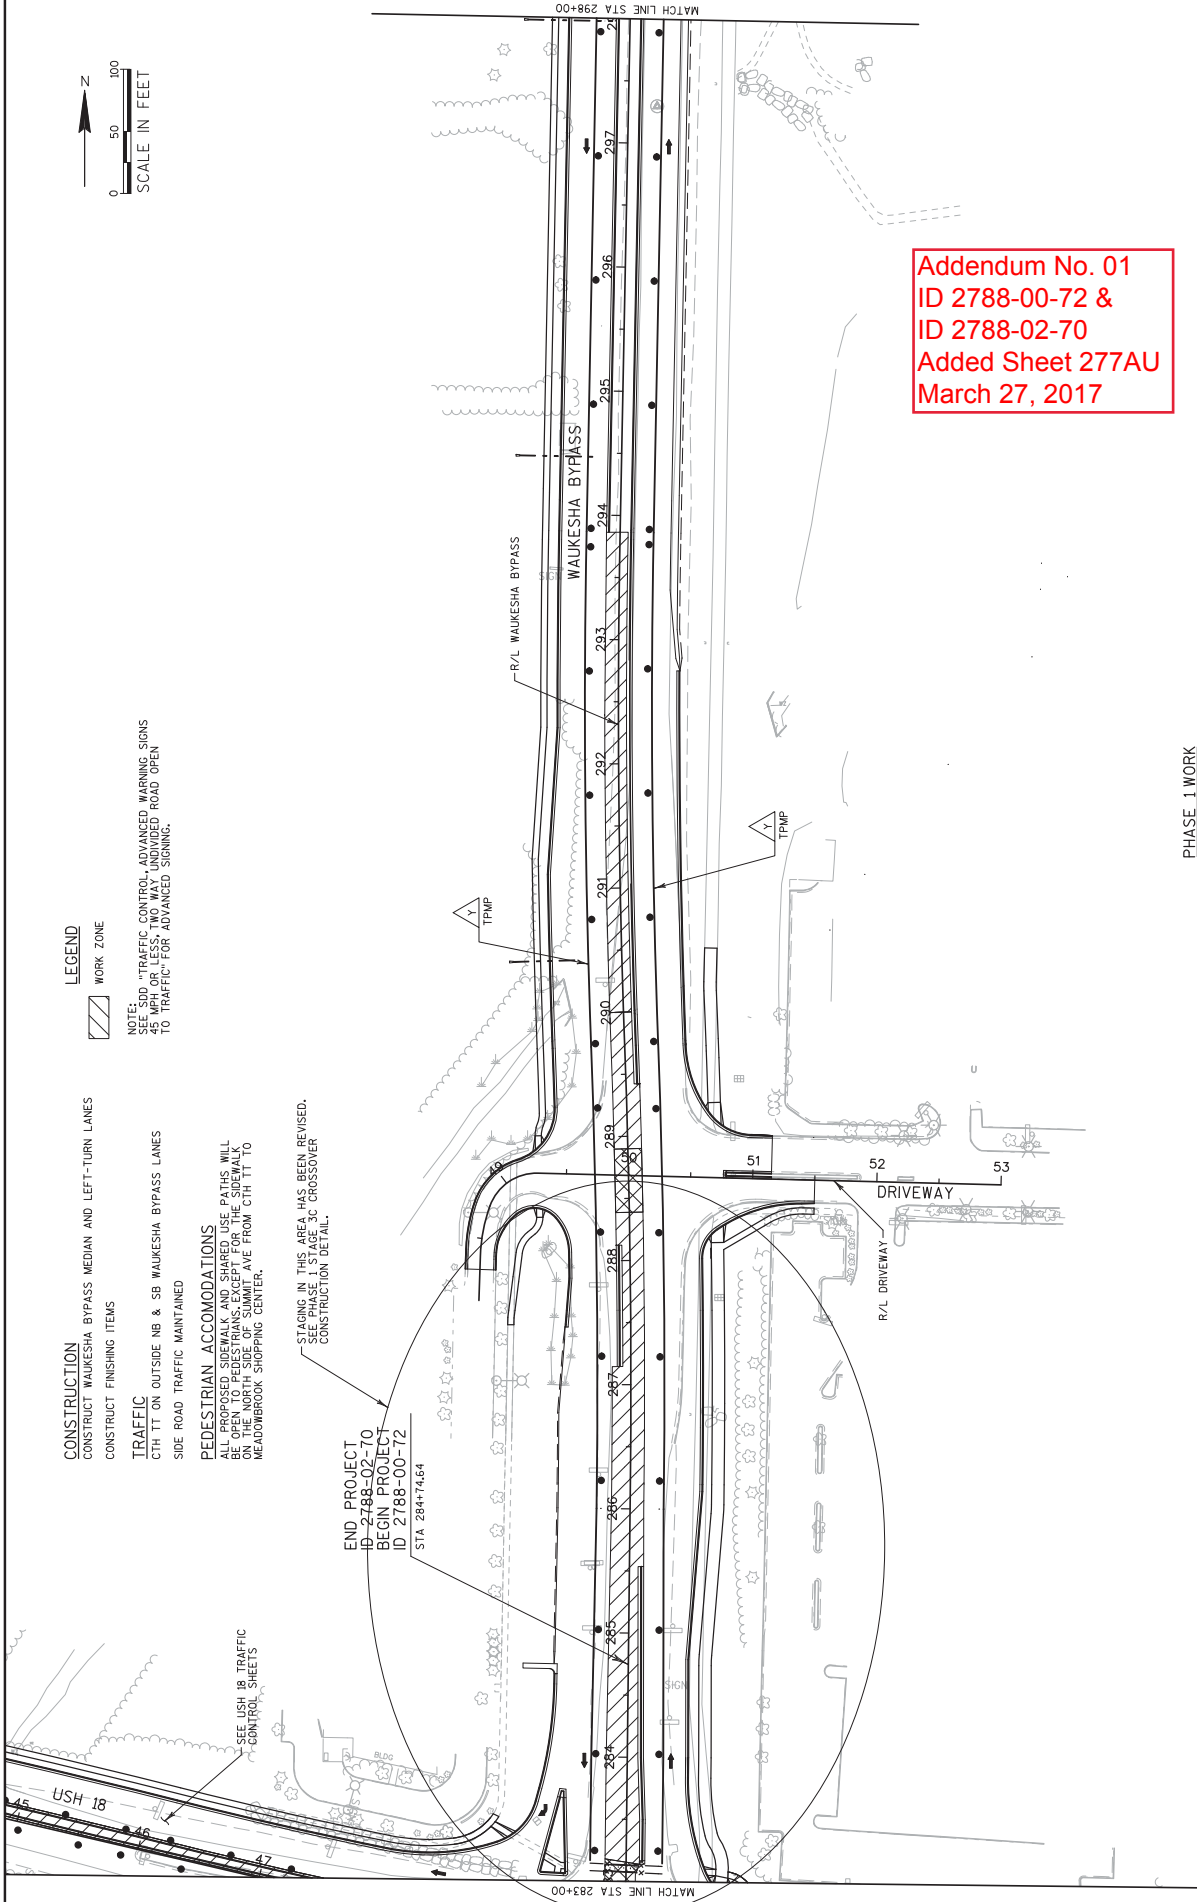 MATCH LINE STA 298+00
N
0 50 100
SCALE IN FEET
Addendum No. 01
ID 2788-00-72 &
ID 2788-02-70
Added Sheet 277AU
March 27, 2017
LEGEND
WORK ZONE
NOTE:
SEE SDD "TRAFFIC CONTROL, ADVANCED WARNING SIGNS
45 MPH OR LESS, TWO WAY UNDIVIDED ROAD OPEN
TO TRAFFIC" FOR ADVANCED SIGNING.
CONSTRUCTION
CONSTRUCT WAUKESHA BYPASS MEDIAN AND LEFT-TURN LANES
CONSTRUCT FINISHING ITEMS
TRAFFIC
CTH TT ON OUTSIDE NB & SB WAUKESHA BYPASS LANES
SIDE ROAD TRAFFIC MAINTAINED
PEDESTRIAN ACCOMODATIONS
ALL PROPOSED SIDEWALK AND SHARED USE PATHS WILL
BE OPEN TO PEDESTRIANS, EXCEPT FOR THE SIDEWALK
ON THE NORTH SIDE OF SUMMIT AVE FROM CTH TT TO
MEADOWBROOK SHOPPING CENTER.
STAGING IN THIS AREA HAS BEEN REVISED.
SEE PHASE 1 STAGE 3C CROSSOVER
CONSTRUCTION DETAIL.
END PROJECT
ID 2788-02-70
BEGIN PROJECT
ID 2788-00-72
STA 284+74.64
SEE USH 18 TRAFFIC
CONTROL SHEETS
USH 18
45
46
47
BLDG
SIGN
WAUKESHA BYPASS
R/L WAUKESHA BYPASS
SIGN
Y
TPMP
Y
TPMP
284
285
286
287
288
289
290
291
292
293
294
295
296
297
49
50
51
52
53
DRIVEWAY
R/L DRIVEWAY
U
MATCH LINE STA 283+00
PHASE 1 WORK